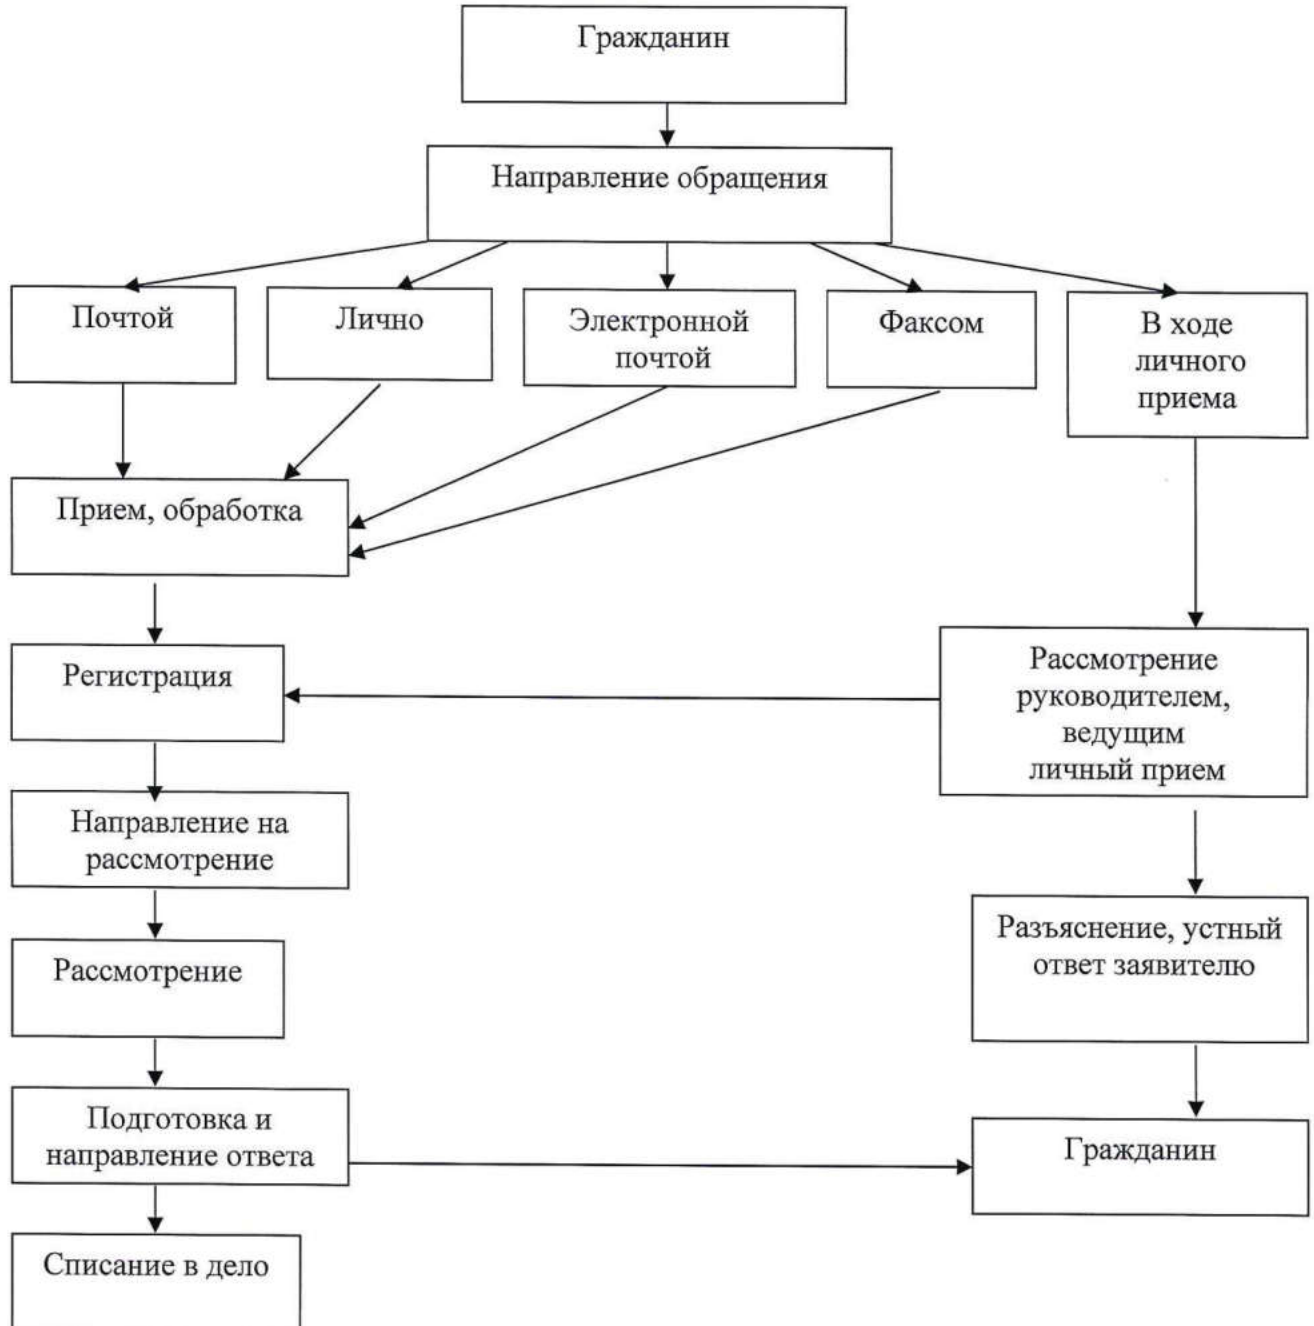 Гражданин
Направление обращения
Почтой
Лично
Электронной
почтой
Факсом
В ходе
личного
приема
Прием, обработка
Регистрация
Рассмотрение
руководителем,
ведущим
личный прием
Направление на
рассмотрение
Рассмотрение
Разъяснение, устный
ответ заявителю
Подготовка и
направление ответа
Гражданин
Списание в дело